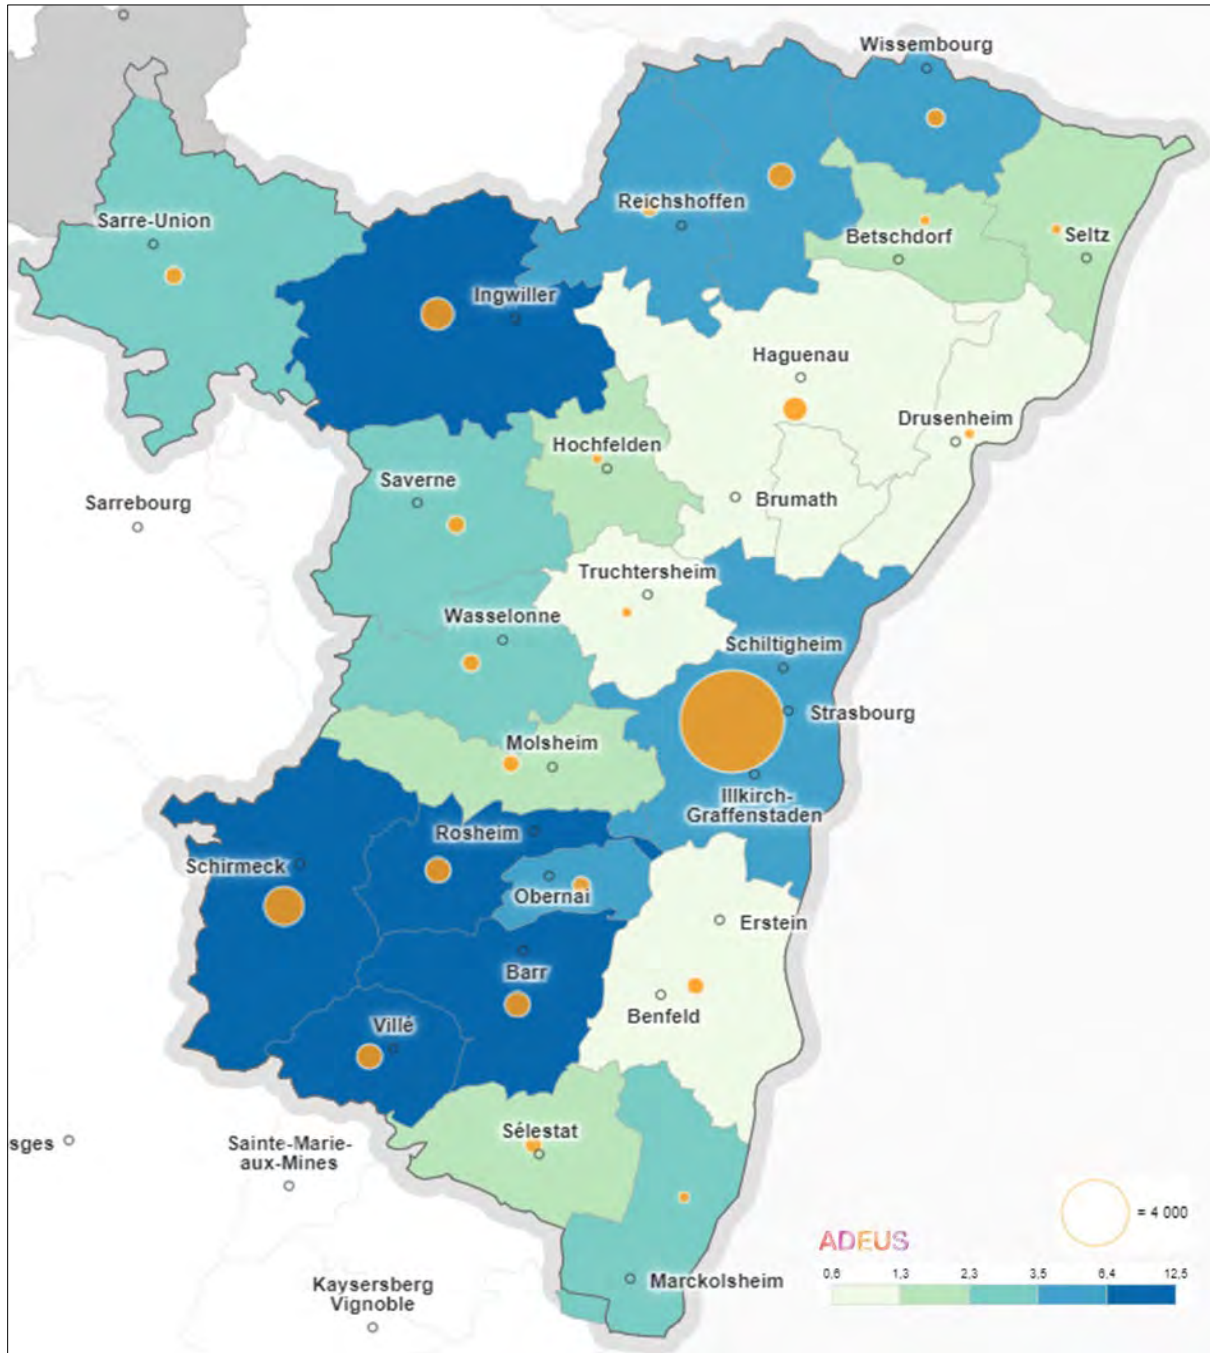 Wissembourg
Reichshoffen
Sarre-Union
Betschdorf
Seltz
Ingwiller
Haguenau
Drusenheim
Hochfelden
Saverne
Brumath
Sarrebourg
Truchtersheim
Wasselonne
Schiltigheim
Strasbourg
Molsheim
Illkirch-
Graffenstaden
Rosheim
Schirmeck
Obernai
Erstein
Barr
Benfeld
Villé
Sélestat
sges
Sainte-Marie-
aux-Mines
= 4 000
ADEUS
0,6 1,3 2,3 3,5 6,4 12,5
Marckolsheim
Kaysersberg
Vignoble